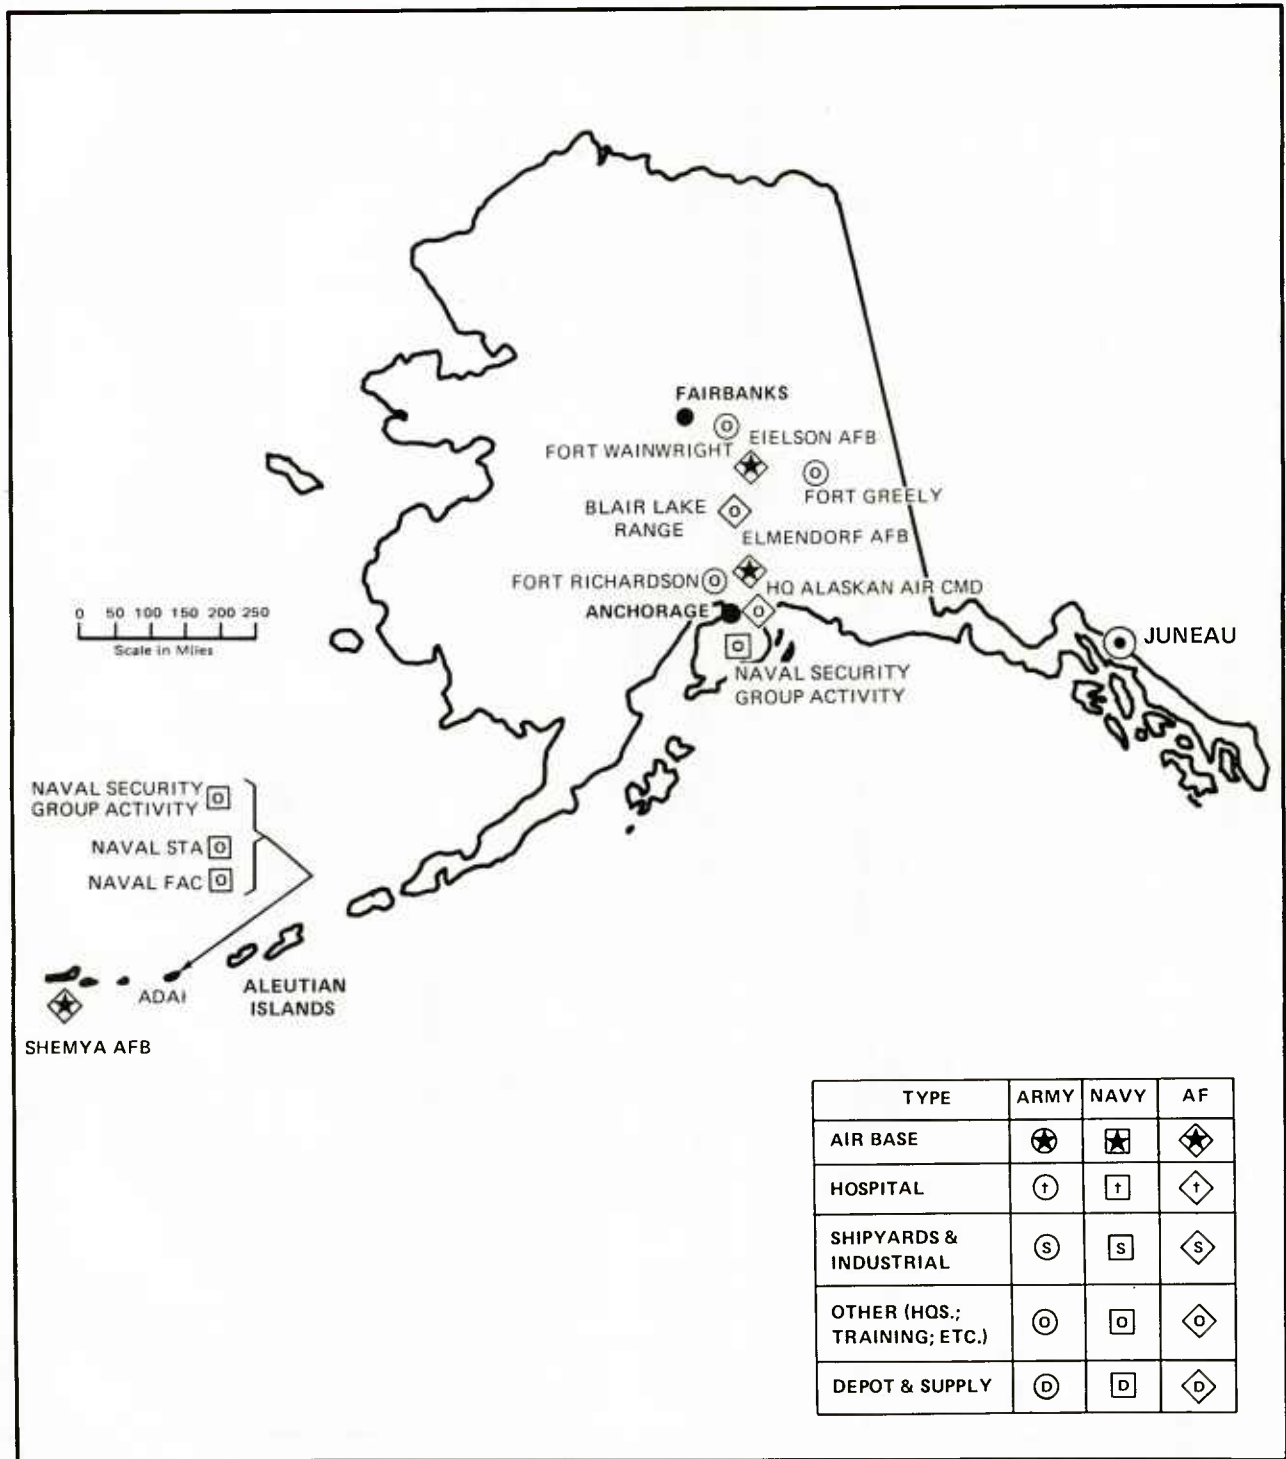 FAIRBANKS
O
FORT WAINWRIGHT
EIELSON AFB
O
FORT GREELY
BLAIR LAKE
RANGE
O
ELMENDORF AFB
FORT RICHARDSON O
HQ ALASKAN AIR CMD
ANCHORAGE
O
O
NAVAL SECURITY
GROUP ACTIVITY
JUNEAU
0 50 100 150 200 250
Scale in Miles
NAVAL SECURITY
GROUP ACTIVITY O
NAVAL STA O
NAVAL FAC O
ADAI
ALEUTIAN
ISLANDS
SHEMYA AFB
TYPE ARMY NAVY AF
AIR BASE
HOSPITAL † † †
SHIPYARDS &
INDUSTRIAL S S S
OTHER (HQS.;
TRAINING; ETC.) O O O
DEPOT & SUPPLY D D D